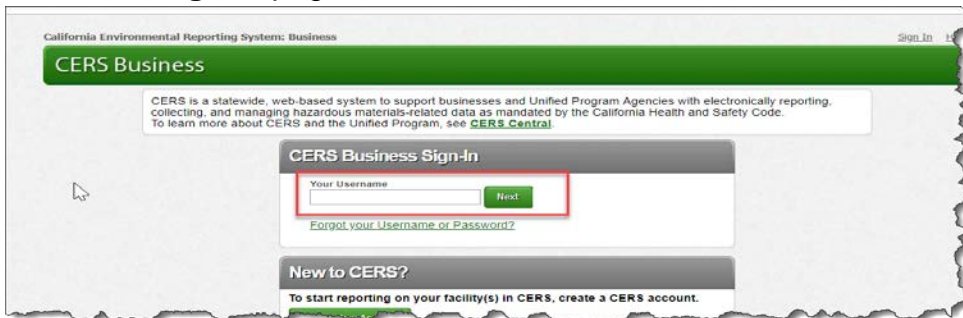 California Environmental Reporting System: Business
Sign In
CERS Business
CERS is a statewide, web-based system to support businesses and Unified Program Agencies with electronically reporting,
collecting, and managing hazardous materials-related data as mandated by the California Health and Safety Code.
To learn more about CERS and the Unified Program, see CERS Central.
CERS Business Sign-In
Your Username
Next
Forgot your Username or Password?
New to CERS?
To start reporting on your facility(s) in CERS, create a CERS account.